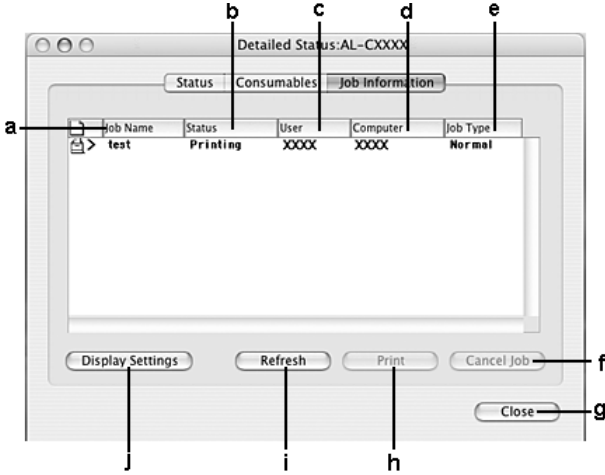 b c d e
Detailed Status:AL-CXXXX
Status Consumables Job Information
a Job Name Status User Computer Job Type
test Printing XXXX XXXX Normal
Display Settings Refresh Print Cancel Job f
Close g
j i h